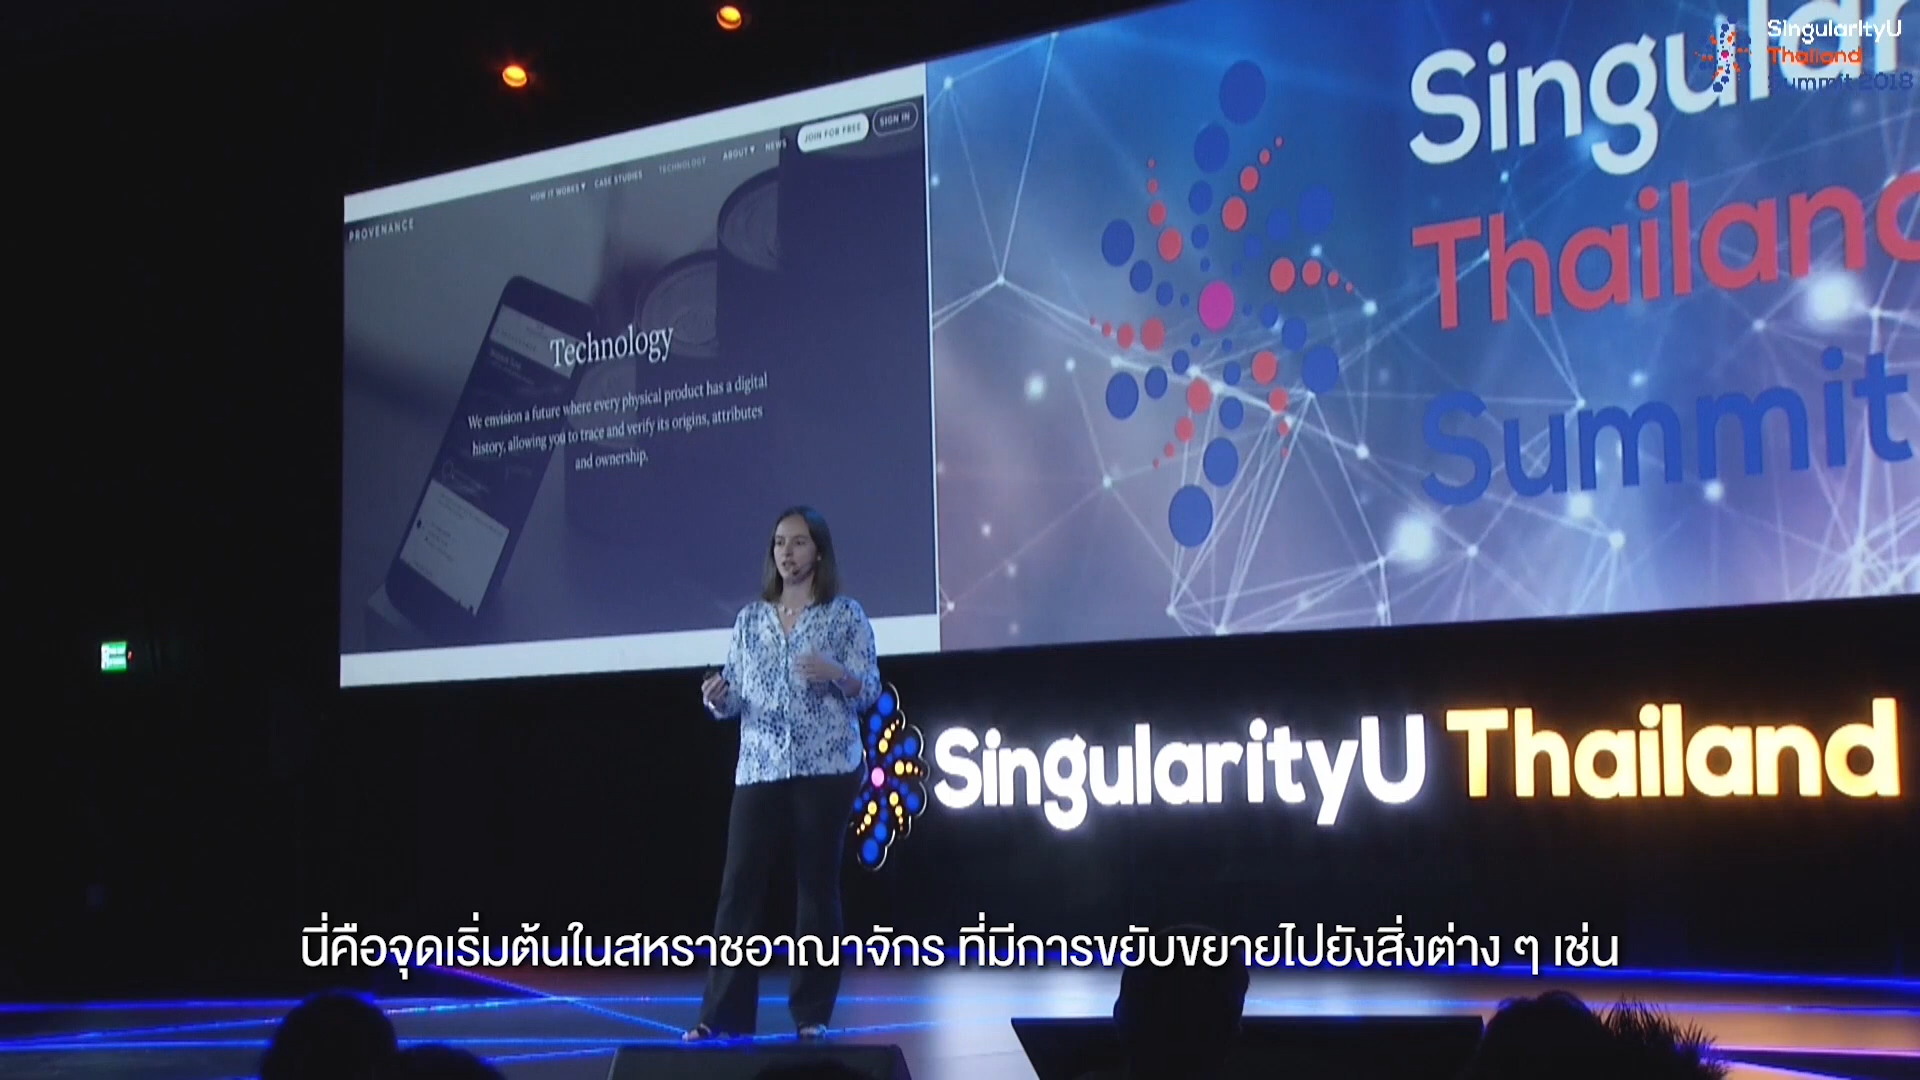 SingularityU
Thailand
Summit 2018
Singular
Thailand
Summit
JOIN FOR FREE
SIGN IN
HOW IT WORKS
CASE STUDIES
TECHNOLOGY
ABOUT
NEWS
PROVENANCE
Technology
We envision a future where every physical product has a digital
history, allowing you to trace and verify its origins, attributes
and ownership.
SingularityU Thailand
นี่คือจุดเริ่มต้นในสหราชอาณาจักร ที่มีการขยับขยายไปยังสิ่งต่าง ๆ เช่น